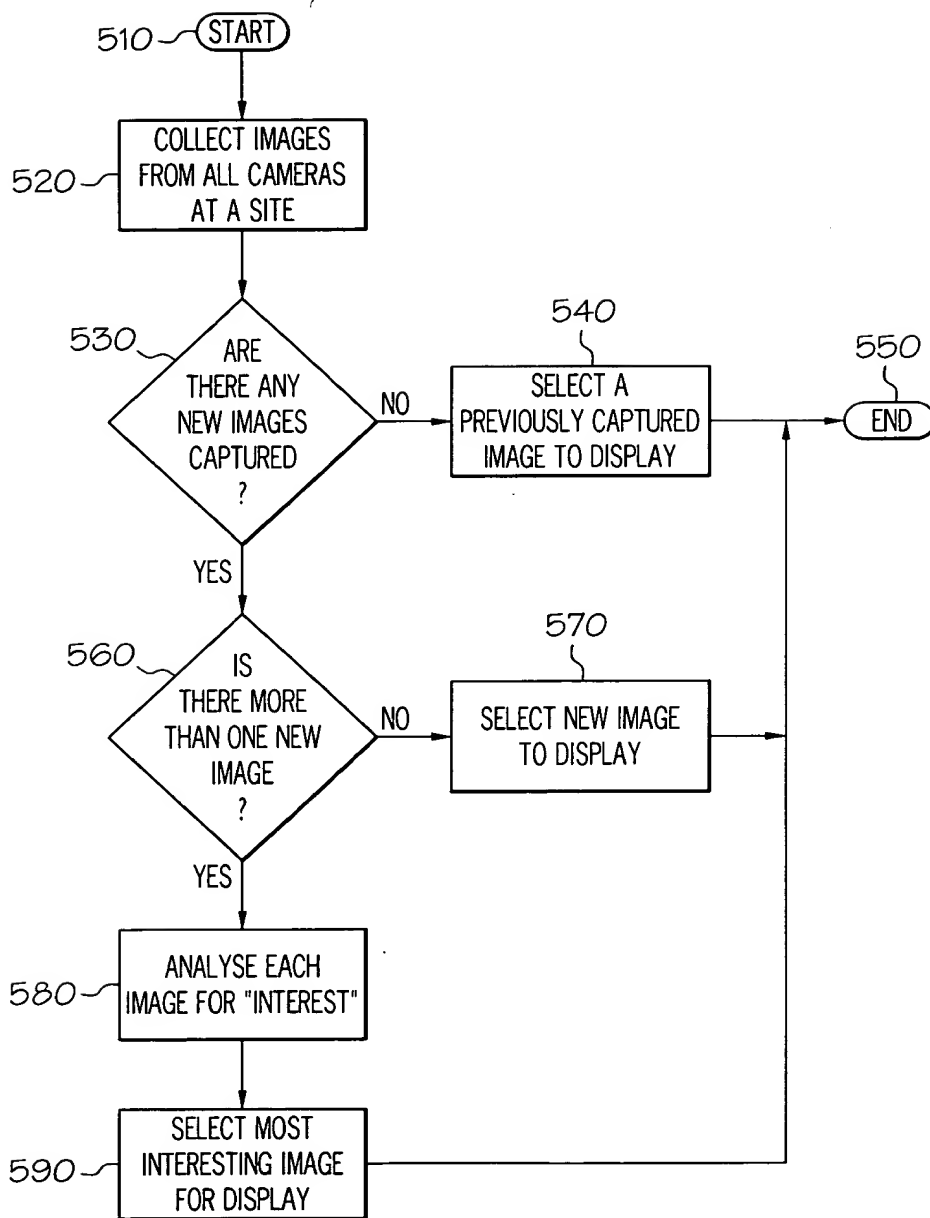 510
START
520
COLLECT IMAGES
FROM ALL CAMERAS
AT A SITE
530
ARE
THERE ANY
NEW IMAGES
CAPTURED
?
NO
540
SELECT A
PREVIOUSLY CAPTURED
IMAGE TO DISPLAY
550
END
YES
560
IS
THERE MORE
THAN ONE NEW
IMAGE
?
NO
570
SELECT NEW IMAGE
TO DISPLAY
YES
580
ANALYSE EACH
IMAGE FOR "INTEREST"
590
SELECT MOST
INTERESTING IMAGE
FOR DISPLAY